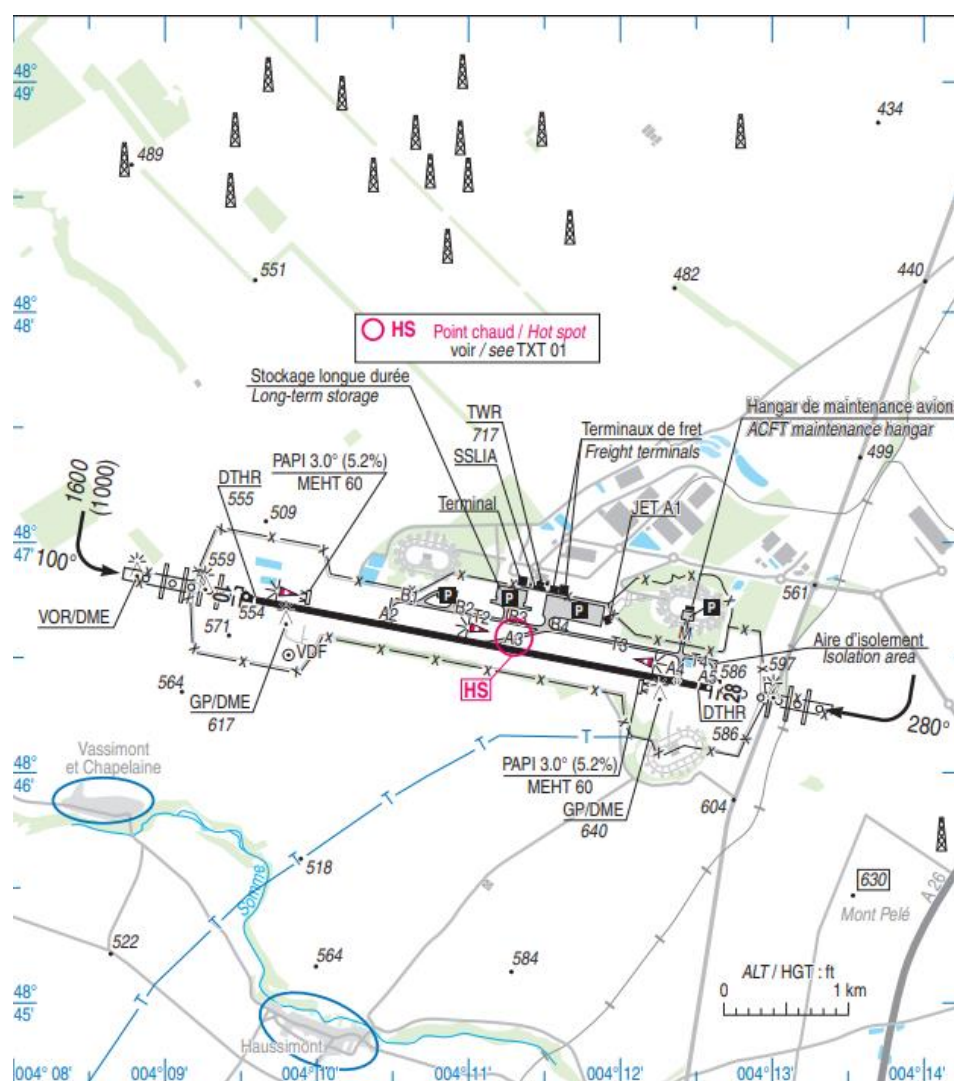 48°
49'
434
489
551
482
440
48°
48'
HS Point chaud / Hot spot
voir / see TXT 01
Stockage longue durée
Long-term storage
TWR
717
SSLIA
Terminaux de fret
Freight terminals
Hangar de maintenance avion
ACFT maintenance hangar
499
1600
(1000)
DTHR
555
PAPI 3.0° (5.2%)
MEHT 60
509
Terminal
JET A1
48°
47'
100°
559
VOR/DME
554
571
VDF
B1
A2
B2
T2
P
P
B3
P
B4
A3
T3
P
M
561
Aire d'isolement
Isolation area
586
597
A4
A5
28
HS
DTHR
586
280°
564
GP/DME
617
Vassimont
et Chapelaine
48°
46'
T
T
PAPI 3.0° (5.2%)
MEHT 60
GP/DME
640
604
518
T
Somme
630
Mont Pelé
A 26
522
564
584
ALT / HGT : ft
0 1 km
48°
45'
T
Haussimont
T
004° 08' 004° 09' 004° 10' 004° 11' 004° 12' 004° 13' 004° 14'